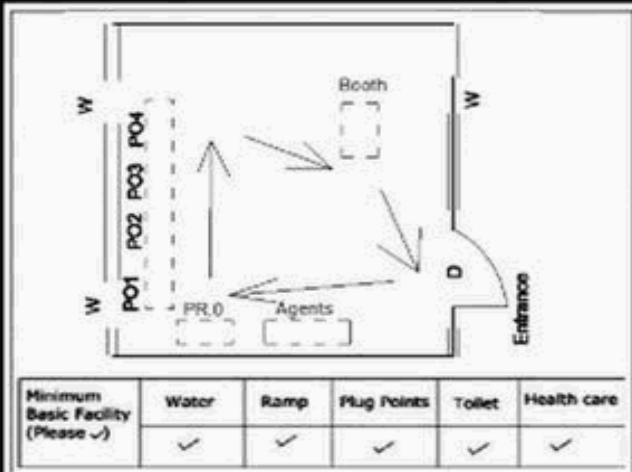 Booth
W
W
PO4
PO3
PO2
PO1
W
D
Entrance
PR.0
Agents
Minimum
Basic Facility
(Please ✓)
Water
Ramp
Plug Points
Toilet
Health care
✓ ✓ ✓ ✓ ✓